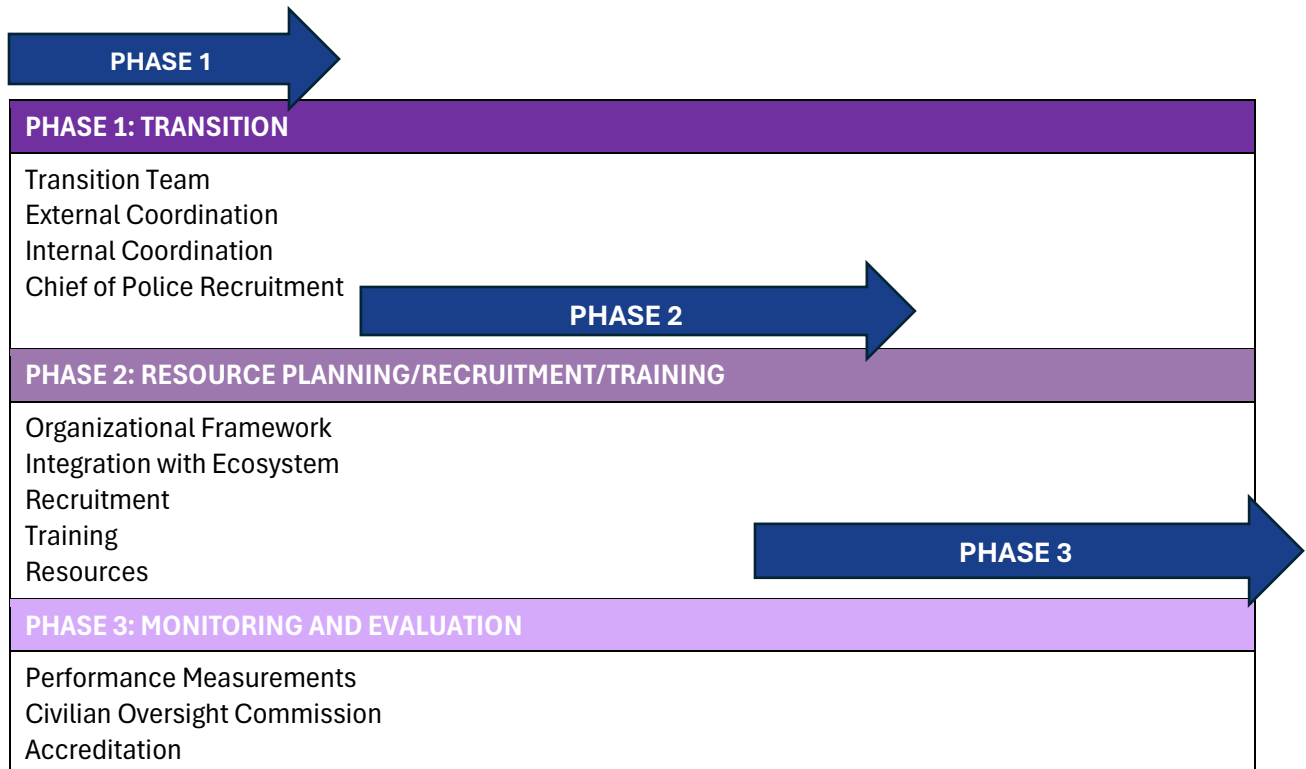 PHASE 1
PHASE 1: TRANSITION
Transition Team
External Coordination
Internal Coordination
Chief of Police Recruitment
PHASE 2
PHASE 2: RESOURCE PLANNING/RECRUITMENT/TRAINING
Organizational Framework
Integration with Ecosystem
Recruitment
Training
Resources
PHASE 3
PHASE 3: MONITORING AND EVALUATION
Performance Measurements
Civilian Oversight Commission
Accreditation